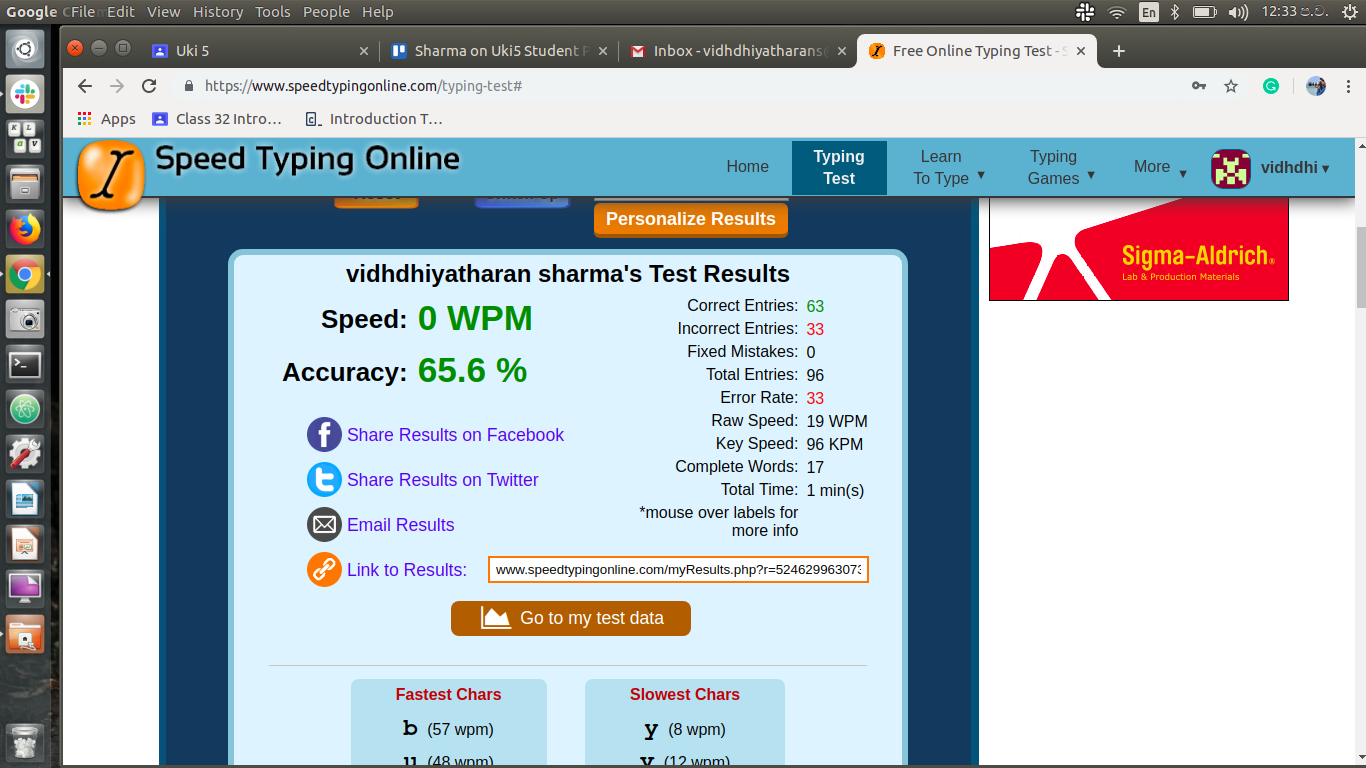 Google
File Edit View History Tools People Help
En
12:33 ප.ව.
Uki 5
Sharma on Uki5 Student
Inbox - vidhdhiyatharans
Free Online Typing Test -
https://www.speedtypingonline.com/typing-test#
Apps
Class 32 Intro…
Introduction T…
Speed Typing Online
Home
Typing
Test
Learn
To Type ▼
Typing
Games ▼
More ▼
vidhdhi ▾
Personalize Results
Sigma-Aldrich®
Lab & Production Materials
vidhdhiyatharan sharma's Test Results
Speed: 0 WPM
Accuracy: 65.6 %
Correct Entries: 63
Incorrect Entries: 33
Fixed Mistakes: 0
Total Entries: 96
Error Rate: 33
Raw Speed: 19 WPM
Key Speed: 96 KPM
Complete Words: 17
Total Time: 1 min(s)
*mouse over labels for
more info
Share Results on Facebook
Share Results on Twitter
Email Results
Link to Results: www.speedtypingonline.com/myResults.php?r=524629963073
Go to my test data
Fastest Chars
b (57 wpm)
u (48 wpm)
Slowest Chars
y (8 wpm)
v (12 wpm)